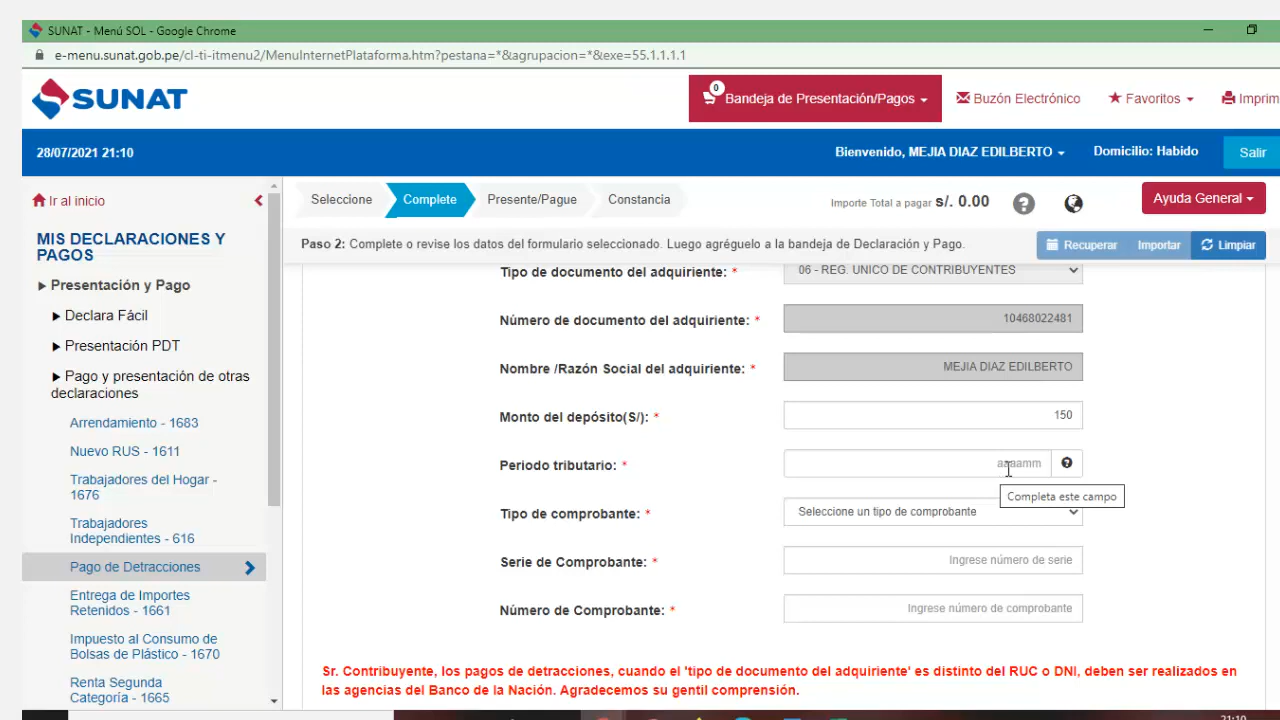 SUNAT - Menú SOL - Google Chrome
e-menu.sunat.gob.pe/cl-ti-itmenu2/MenuInternetPlataforma.htm?pestana=*&agrupacion=*&exe=55.1.1.1.1
SUNAT
0
Bandeja de Presentación/Pagos
Buzón Electrónico
Favoritos
Imprim
28/07/2021 21:10
Bienvenido, MEJIA DIAZ EDILBERTO
Domicilio: Habido
Salir
Ir al inicio
Seleccione
Complete
Presente/Pague
Constancia
Importe Total a pagar s/. 0.00
Ayuda General
Paso 2: Complete o revise los datos del formulario seleccionado. Luego agréguelo a la bandeja de Declaración y Pago.
Recuperar
Importar
Limpiar
MIS DECLARACIONES Y
PAGOS
Presentación y Pago
Declara Fácil
Presentación PDT
Pago y presentación de otras
declaraciones
Arrendamiento - 1683
Nuevo RUS - 1611
Trabajadores del Hogar -
1676
Trabajadores
Independientes - 616
Pago de Detracciones
Entrega de Importes
Retenidos - 1661
Impuesto al Consumo de
Bolsas de Plástico - 1670
Renta Segunda
Categoría - 1665
Tipo de documento del adquiriente: *
06 - REG. UNICO DE CONTRIBUYENTES
Número de documento del adquiriente: *
10468022481
Nombre /Razón Social del adquiriente: *
MEJIA DIAZ EDILBERTO
Monto del depósito(S/): *
150
Periodo tributario: *
aaaamm
Completa este campo
Tipo de comprobante: *
Seleccione un tipo de comprobante
Serie de Comprobante: *
Ingrese número de serie
Número de Comprobante: *
Ingrese número de comprobante
Sr. Contribuyente, los pagos de detracciones, cuando el 'tipo de documento del adquiriente' es distinto del RUC o DNI, deben ser realizados en
las agencias del Banco de la Nación. Agradecemos su gentil comprensión.
21:10